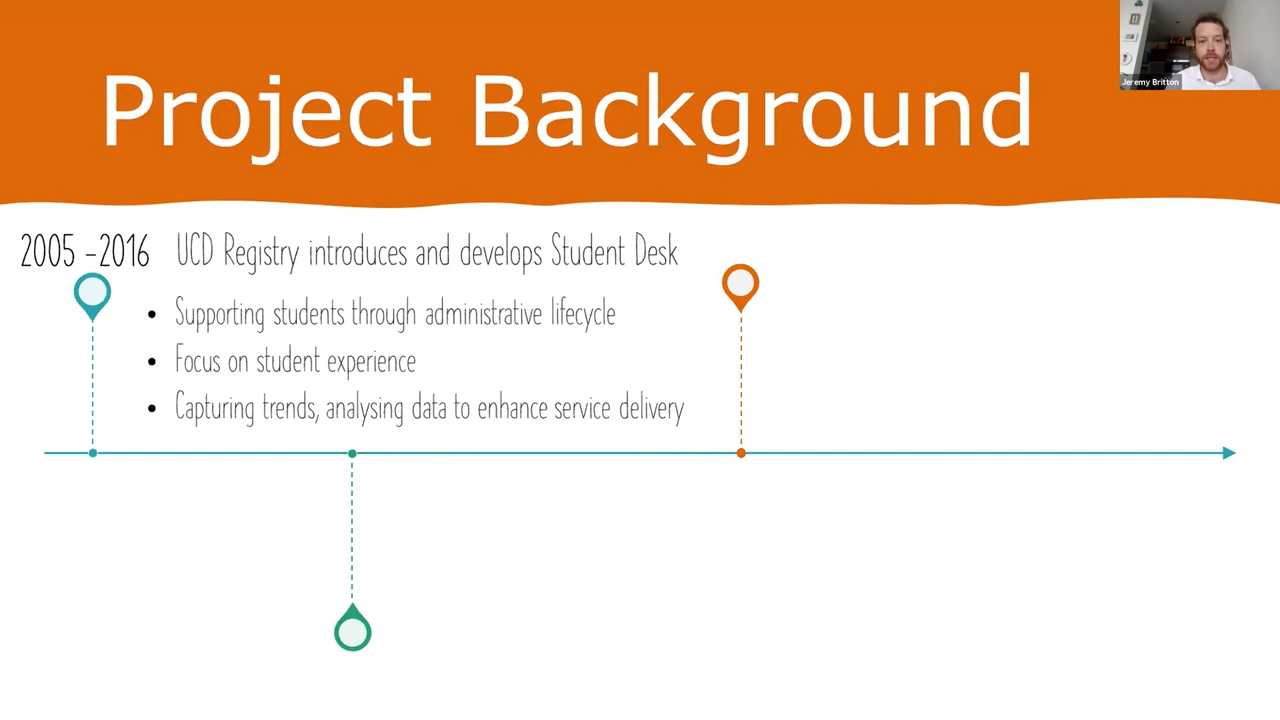 Project Background
Jeremy Britton
2005 -2016 UCD Registry introduces and develops Student Desk
• Supporting students through administrative lifecycle
• Focus on student experience
• Capturing trends, analysing data to enhance service delivery